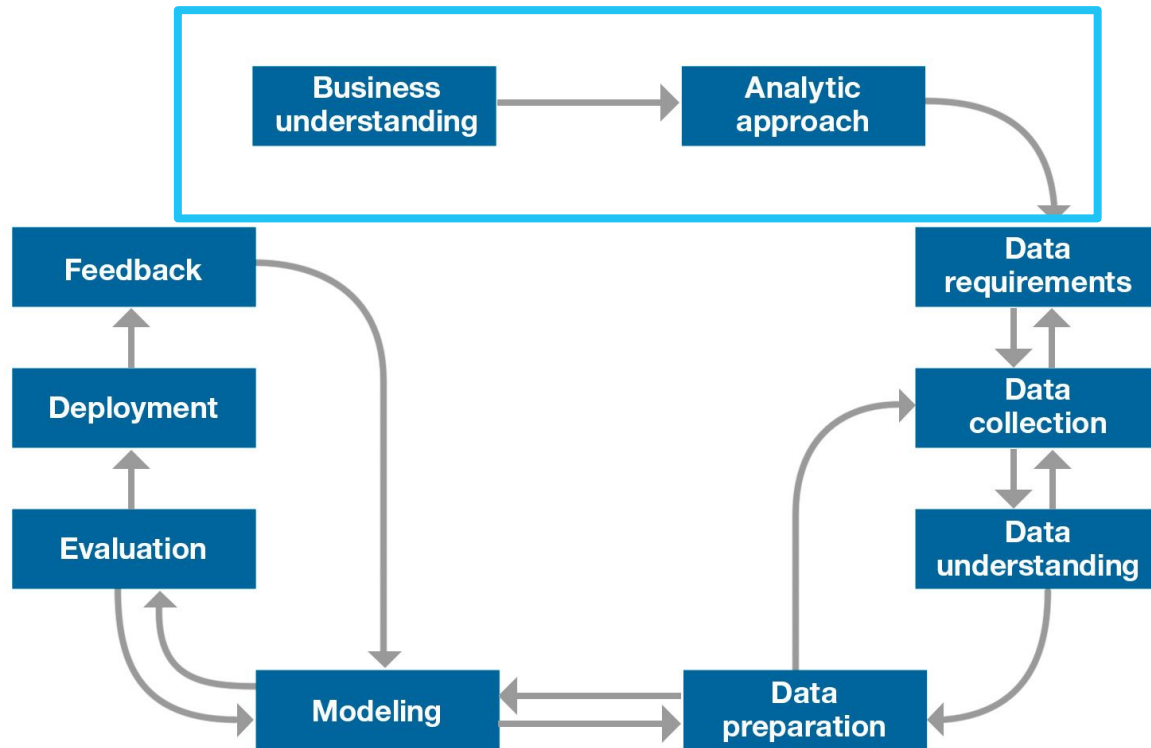 Business
understanding
Analytic
approach
Feedback
Data
requirements
Deployment
Data
collection
Evaluation
Data
understanding
Modeling
Data
preparation